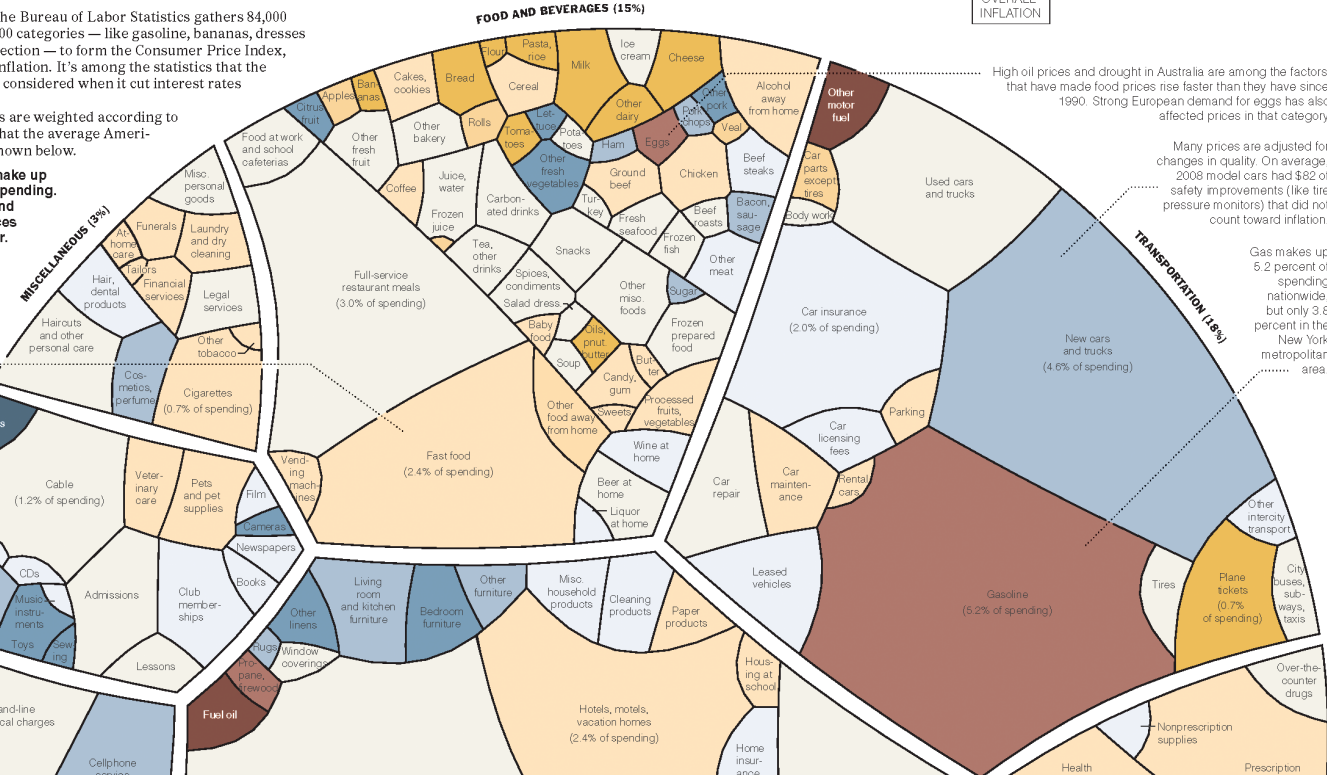 he Bureau of Labor Statistics gathers 84,000
00 categories — like gasoline, bananas, dresses
ection — to form the Consumer Price Index,
nflation. It's among the statistics that the
considered when it cut interest rates
s are weighted according to
hat the average Ameri-
hown below.
ake up
pending.
nd
ces
r.
OVERALL
INFLATION
FOOD AND BEVERAGES (15%)
MISCELLANEOUS (3%)
TRANSPORTATION (18%)
High oil prices and drought in Australia are among the factors
that have made food prices rise faster than they have since
1990. Strong European demand for eggs has also
affected prices in that category
Many prices are adjusted for
changes in quality. On average
2008 model cars had $82 of
safety improvements (like tire
pressure monitors) that did not
count toward inflation.
Gas makes up
5.2 percent of
spending
nationwide
but only 3.8
percent in the
New York
metropolitan
area
Citrus
fruit
Apples
Ban-
anas
Cakes,
cookies
Bread
Flour
Pasta,
rice
Cereal
Milk
Ice
cream
Cheese
Other
dairy
Alcohol
away
from home
Food at work
and school
cafeterias
Other
fresh
fruit
Other
bakery
Rolls
Toma-
toes
Let-
tuce
Pota-
toes
Ham
Eggs
Pork
chops
Other
pork
Veal
Beef
steaks
Other
fresh
vegetables
Ground
beef
Chicken
Coffee
Juice,
water
Frozen
juice
Carbon-
ated drinks
Tur-
key
Fresh
seafood
Beef
roasts
Bacon,
sau-
sage
Frozen
fish
Other
meat
Tea,
other
drinks
Snacks
Spices,
condiments
Salad dress.
Other
misc.
foods
Sugar
Full-service
restaurant meals
(3.0% of spending)
Baby
food
Oils,
pnut.
butter
Soup
Frozen
prepared
food
But-
ter
Candy,
gum
Sweets
Processed
fruits,
vegetables
Other
food away
from home
Fast food
(2.4% of spending)
Wine at
home
Beer at
home
Liquor
at home
Vend-
ing
mach-
ines
Misc.
personal
goods
Funerals
Laundry
and dry
cleaning
At-
home
care
Tailors
Financial
services
Legal
services
Hair,
dental
products
Haircuts
and other
personal care
Other
tobacco
Cos-
metics,
perfume
Cigarettes
(0.7% of spending)
s
Cable
(1.2% of spending)
Veter-
inary
care
Pets
and pet
supplies
Film
Cameras
Newspapers
Books
CDs
Music
instru-
ments
Toys
Sew-
ing
Admissions
Club
member-
ships
Lessons
Other
motor
fuel
Used cars
and trucks
Car
parts
except
tires
Body work
Car insurance
(2.0% of spending)
New cars
and trucks
(4.6% of spending)
Parking
Car
licensing
fees
Car
repair
Car
mainten-
ance
Rental
cars
Leased
vehicles
Gasoline
(5.2% of spending)
Tires
Other
intercity
transport
Plane
tickets
(0.7%
of spending)
City
buses,
sub-
ways,
taxis
Other
linens
Living
room
and kitchen
furniture
Bedroom
furniture
Other
furniture
Misc.
household
products
Cleaning
products
Paper
products
Rugs
Window
coverings
Pro-
pane,
firewood
Fuel oil
Hous-
ing at
school
Hotels, motels,
vacation homes
(2.4% of spending)
Home
insur-
ance
and-line
cal charges
Cellphone
service
Over-the-
counter
drugs
Nonprescription
supplies
Health
Prescription